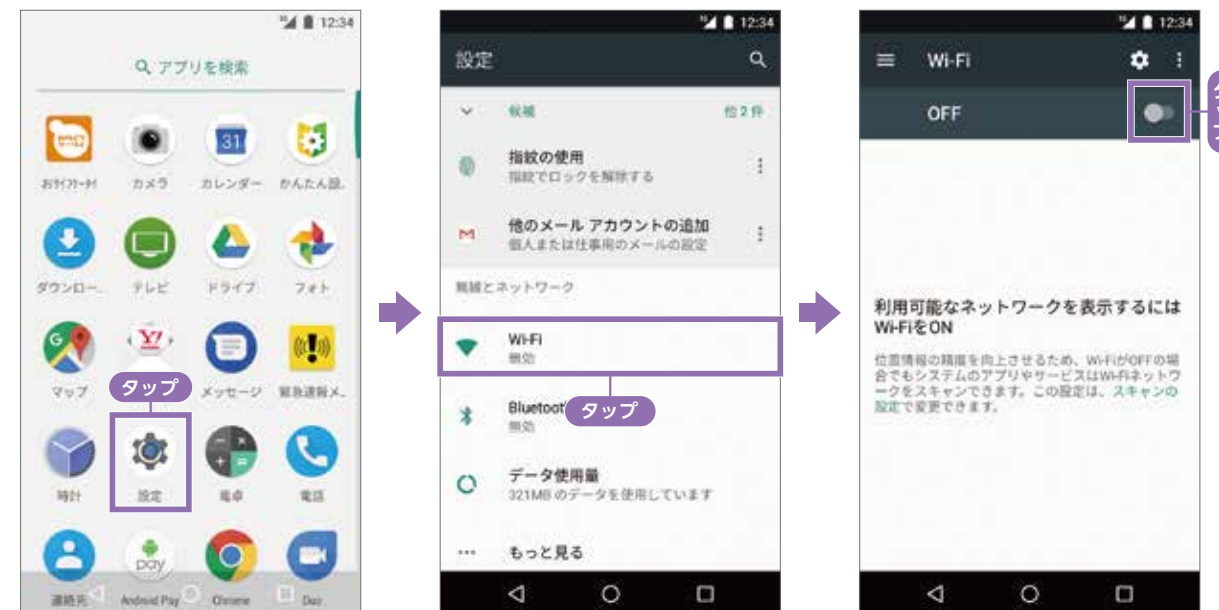 12:34
アプリを検索
31
カメラ
カレンダー
かんたん設..
ダウンロー..
テレビ
ドライブ
フォト
G
Y!
マップ
タップ
メッセージ
緊急速報メ..
時計
設定
電卓
電話
pay
連絡先
Android Pay
Chrome
Duo
12:34
設定
候補
他2件
指紋の使用
指紋でロックを解除する
他のメール アカウントの追加
個人または仕事用のメールの設定
無線とネットワーク
Wi-Fi
無効
タップ
無効
データ使用量
321MB のデータを使用しています
もっと見る
12:34
Wi-Fi
OFF
利用可能なネットワークを表示するには
Wi-FiをON
位置情報の精度を向上させるため、Wi-FiがOFFの場
合でもシステムのアプリやサービスはWi-Fiネットワ
ークをスキャンできます。この設定は、スキャンの
設定で変更できます。